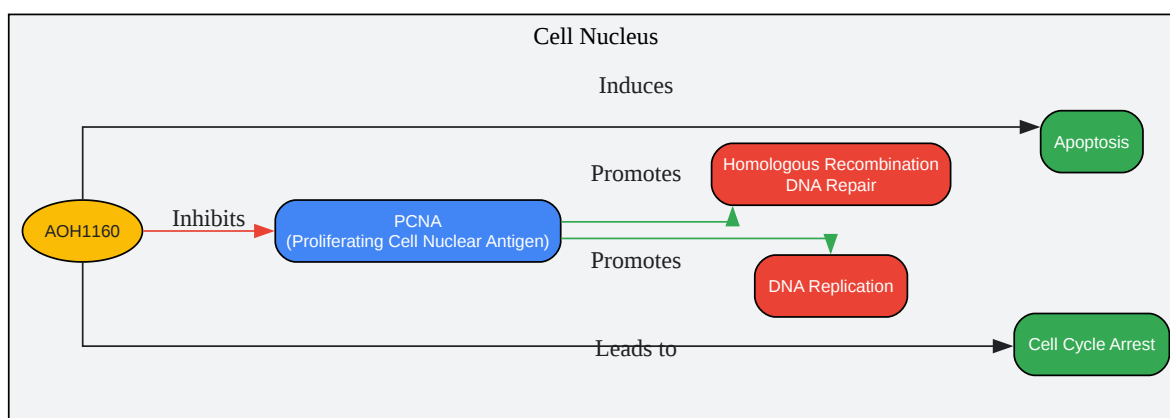 Cell Nucleus
Induces
Apoptosis
Promotes
Homologous Recombination
DNA Repair
AOH1160
Inhibits
PCNA
(Proliferating Cell Nuclear Antigen)
Promotes
DNA Replication
Leads to
Cell Cycle Arrest